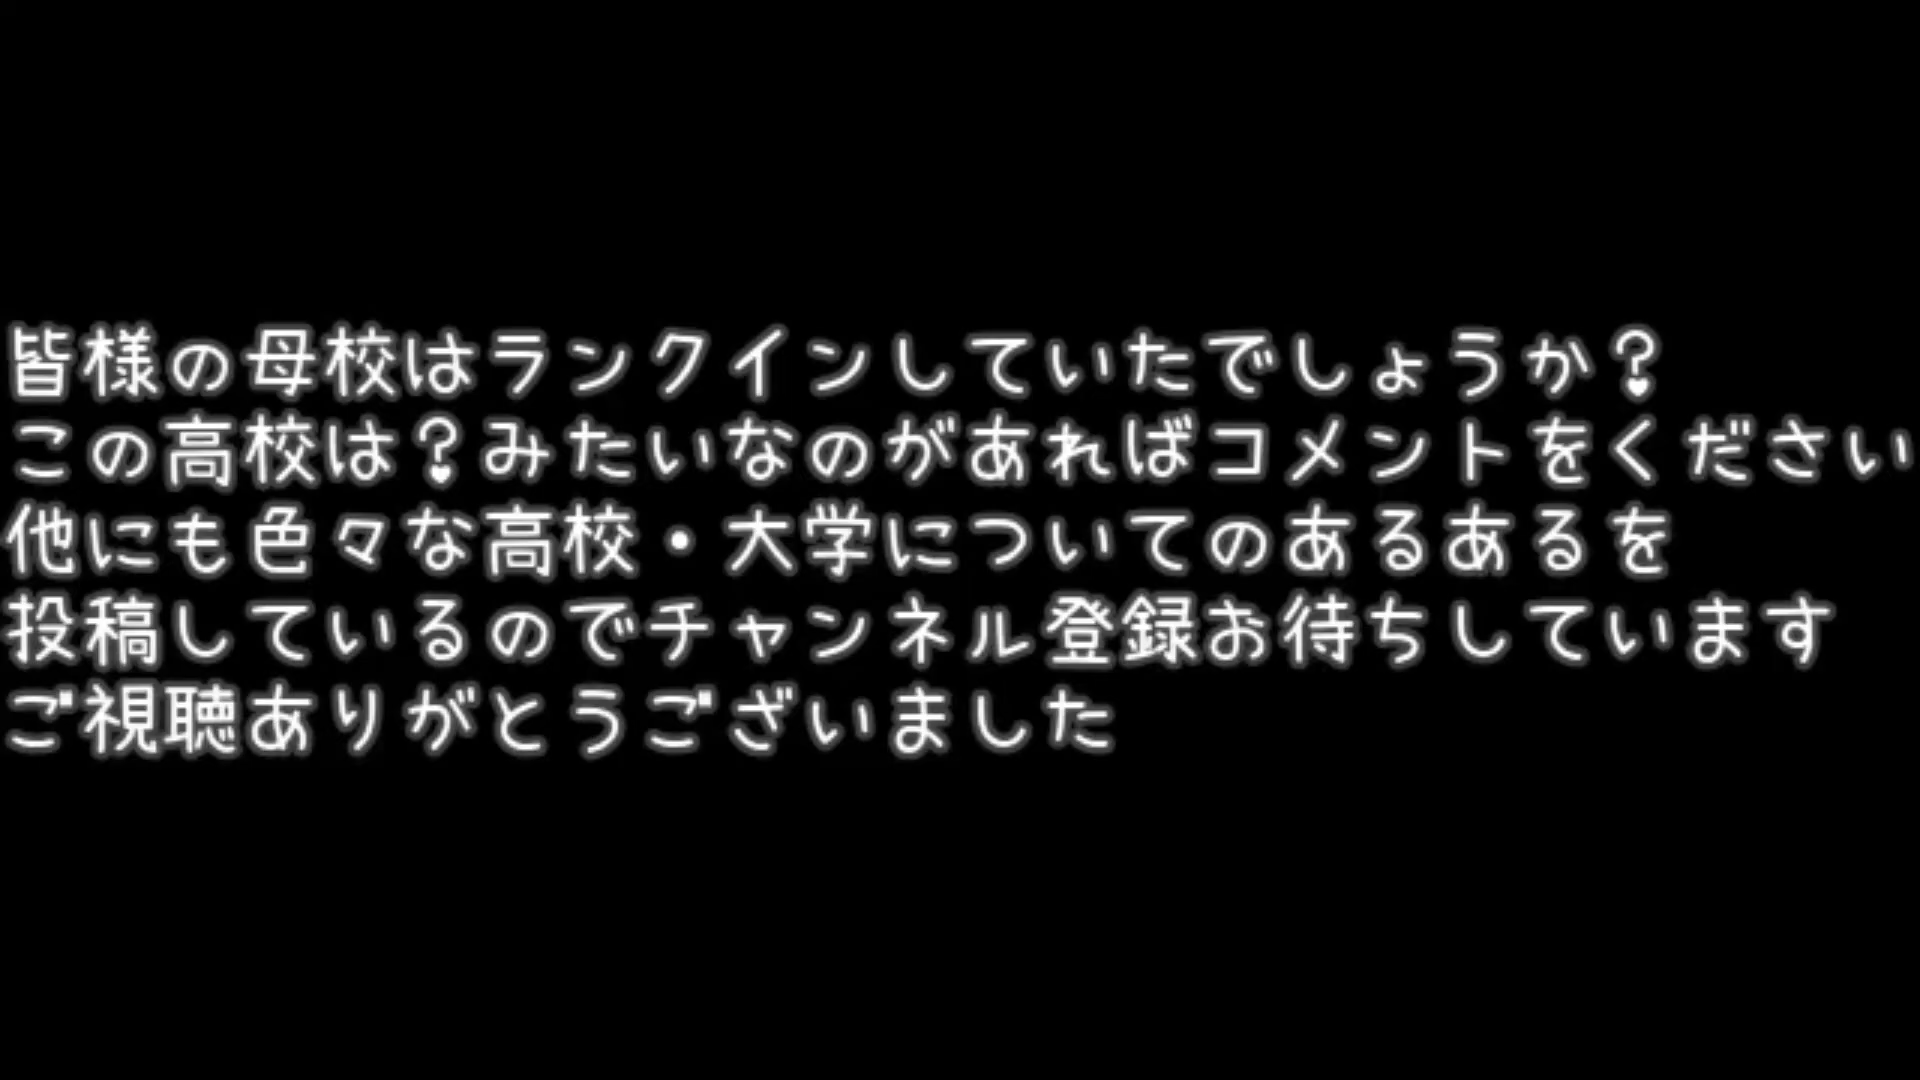 皆様の母校はランクインしていたでしょうか？
この高校は？みたいなのがあればコメントをください
他にも色々な高校・大学についてのあるあるを
投稿しているのでチャンネル登録お待ちしています
ご視聴ありがとうございました